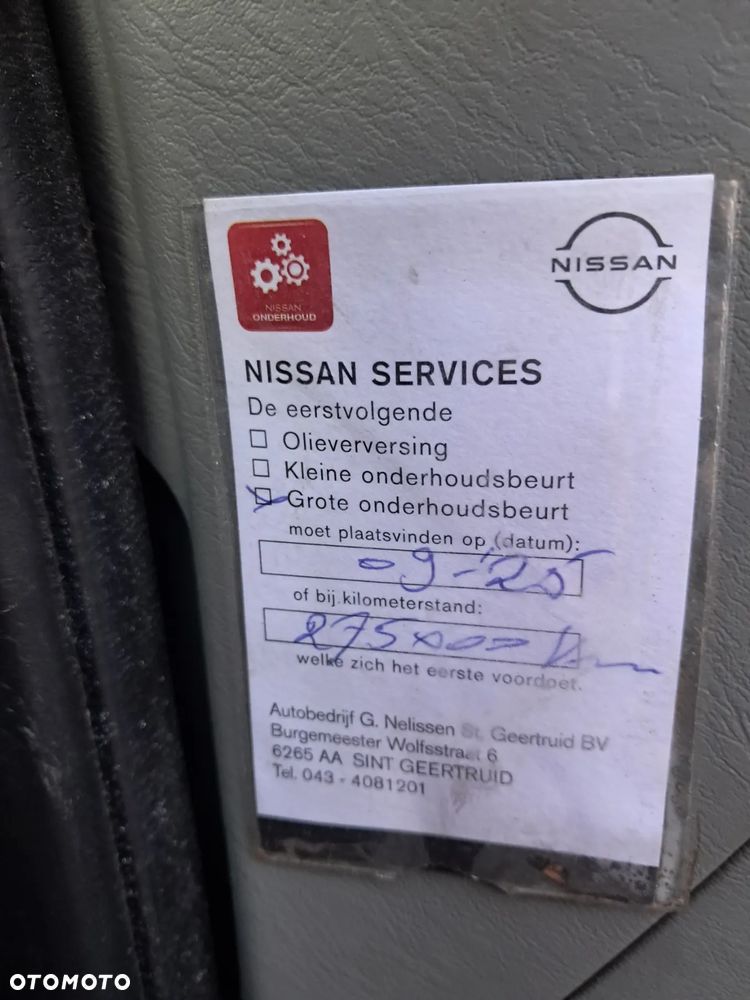 NISSAN
ONDERHOUD
NISSAN
NISSAN SERVICES
De eerstvolgende
Olieverversing
Kleine onderhoudsbeurt
Grote onderhoudsbeurt
moet plaatsvinden op (datum):
09-'25
of bij kilometerstand:
275000 km
welke zich het eerste voordoet.
Autobedrijf G. Nelissen St. Geertruid BV
Burgemeester Wolfsstraat 6
6265 AA SINT GEERTRUID
Tel. 043 - 4081201
OTOMOTO